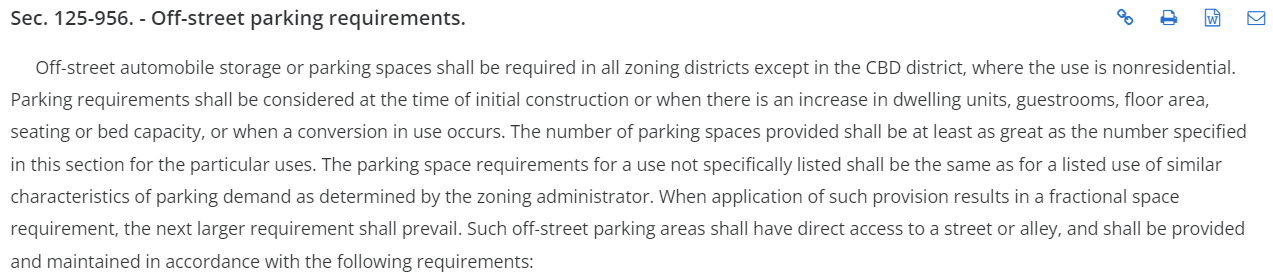 Sec. 125-956. - Off-street parking requirements.
Off-street automobile storage or parking spaces shall be required in all zoning districts except in the CBD district, where the use is nonresidential.
Parking requirements shall be considered at the time of initial construction or when there is an increase in dwelling units, guestrooms, floor area,
seating or bed capacity, or when a conversion in use occurs. The number of parking spaces provided shall be at least as great as the number specified
in this section for the particular uses. The parking space requirements for a use not specifically listed shall be the same as for a listed use of similar
characteristics of parking demand as determined by the zoning administrator. When application of such provision results in a fractional space
requirement, the next larger requirement shall prevail. Such off-street parking areas shall have direct access to a street or alley, and shall be provided
and maintained in accordance with the following requirements: